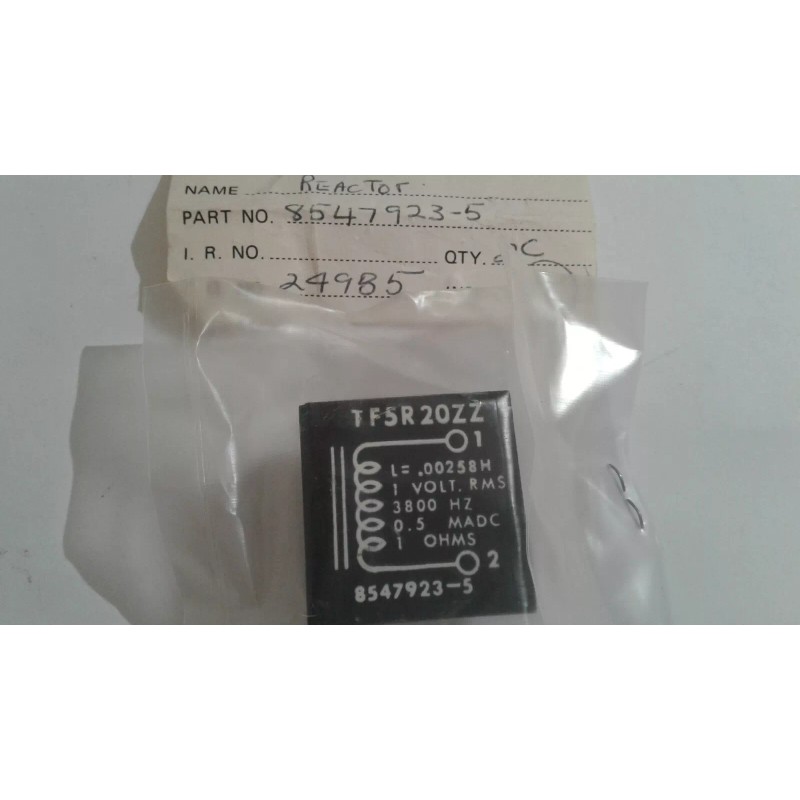 NAME REACTOR
PART NO. 8547923-5
I. R. NO. QTY.
249B5
TF5R20ZZ
1
L= .00258H
1 VOLT. RMS
3800 HZ
0.5 MADC
1 OHMS
2
8547923-5